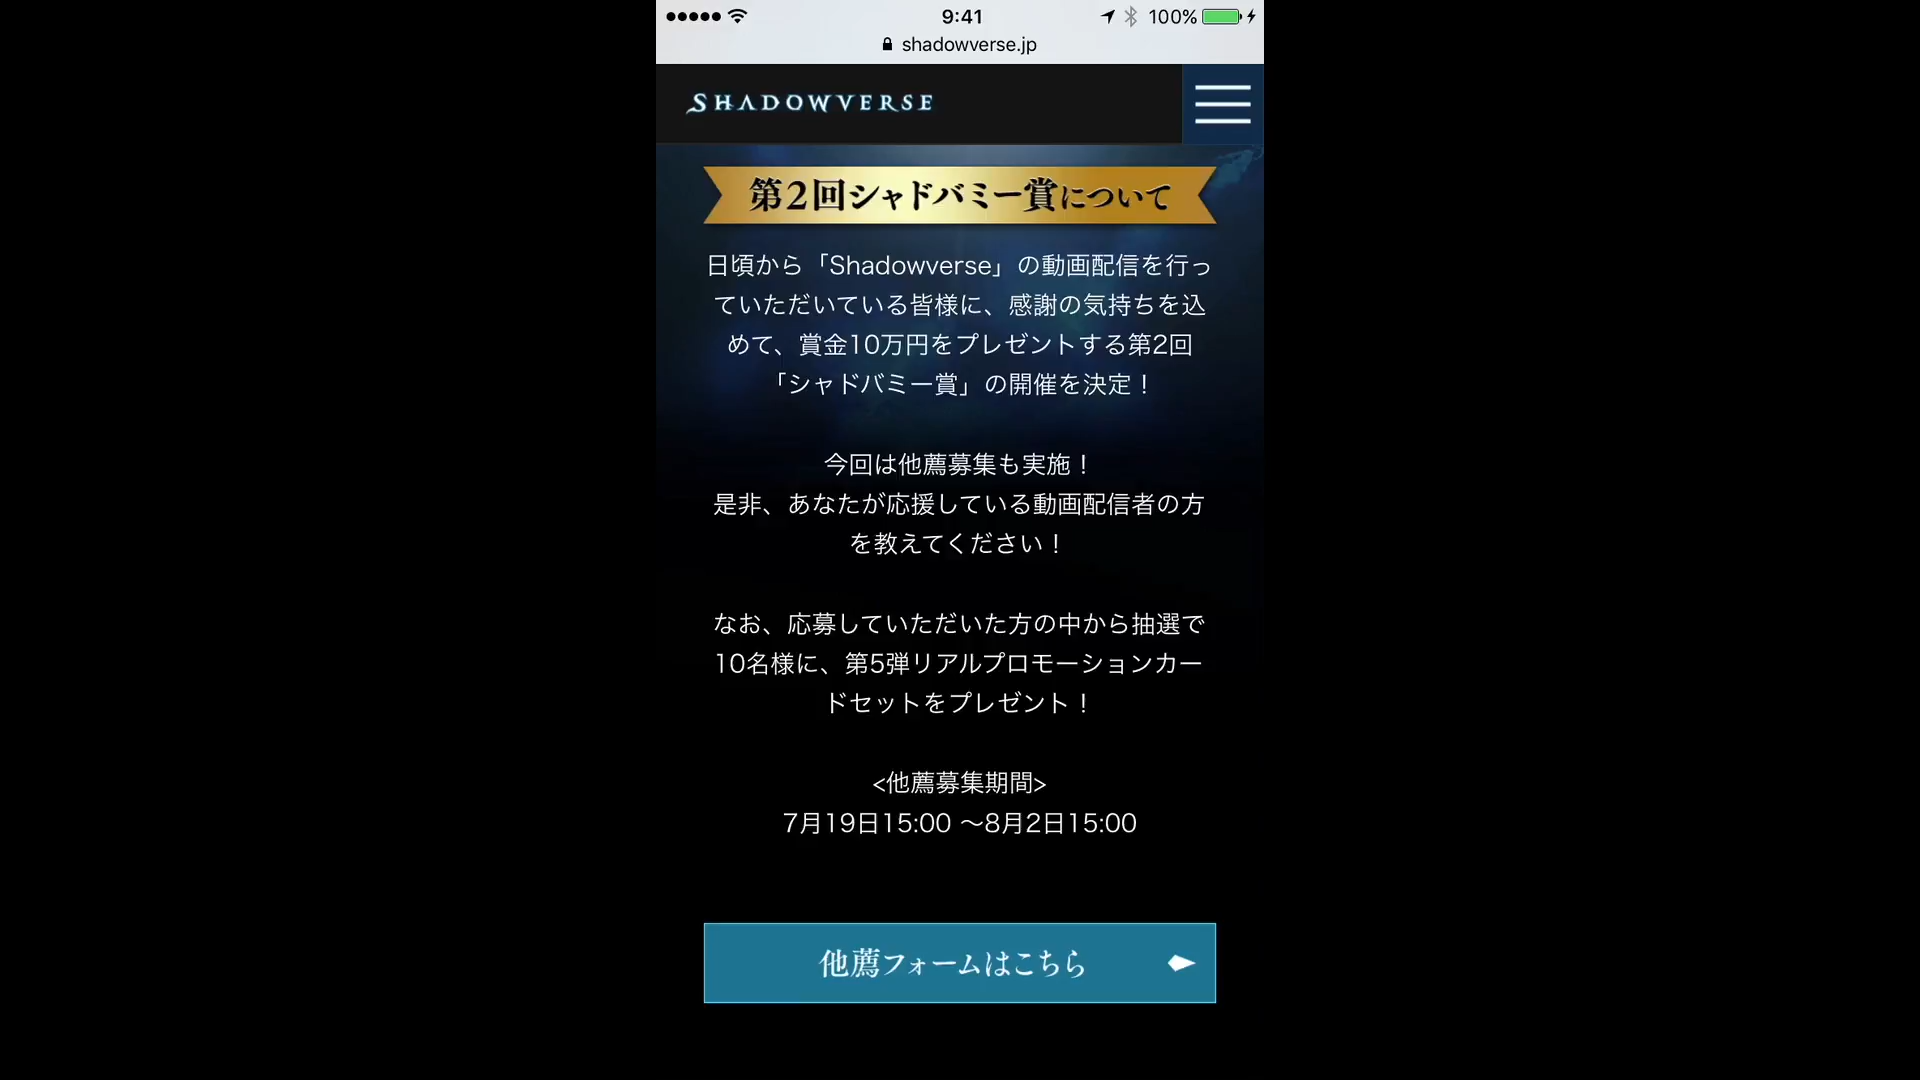 9:41
100%
shadowverse.jp
SHADOWVERSE
第2回シャドバミー賞について
日頃から「Shadowverse」の動画配信を行っ
ていただいている皆様に、感謝の気持ちを込
めて、賞金10万円をプレゼントする第2回
「シャドバミー賞」の開催を決定！
今回は他薦募集も実施！
是非、あなたが応援している動画配信者の方
を教えてください！
なお、応募していただいた方の中から抽選で
10名様に、第5弾リアルプロモーションカー
ドセットをプレゼント！
<他薦募集期間>
7月19日15:00 〜8月2日15:00
他薦フォームはこちら